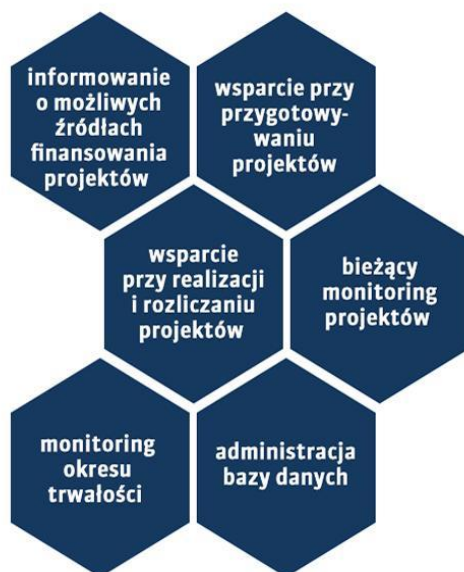 informowanie
o możliwych
źródłach
finansowania
projektów
wsparcie przy
przygotowy-
waniu
projektów
wsparcie
przy realizacji
i rozliczaniu
projektów
bieżący
monitoring
projektów
monitoring
okresu
trwałości
administracja
bazy danych